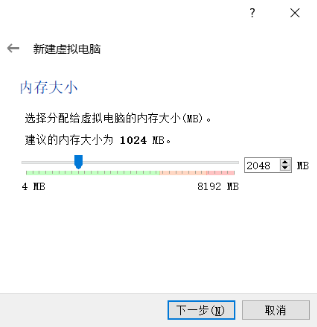 ?
新建虚拟电脑
内存大小
选择分配给虚拟电脑的内存大小(MB)。
建议的内存大小为 1024 MB。
2048 MB
4 MB 8192 MB
下一步(N) 取消